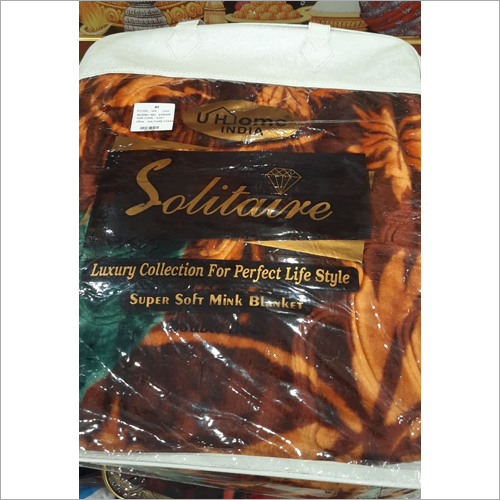 U Home
INDIA
Solitaire
Luxury Collection For Perfect Life Style
SUPER SOFT MINK BLANKET